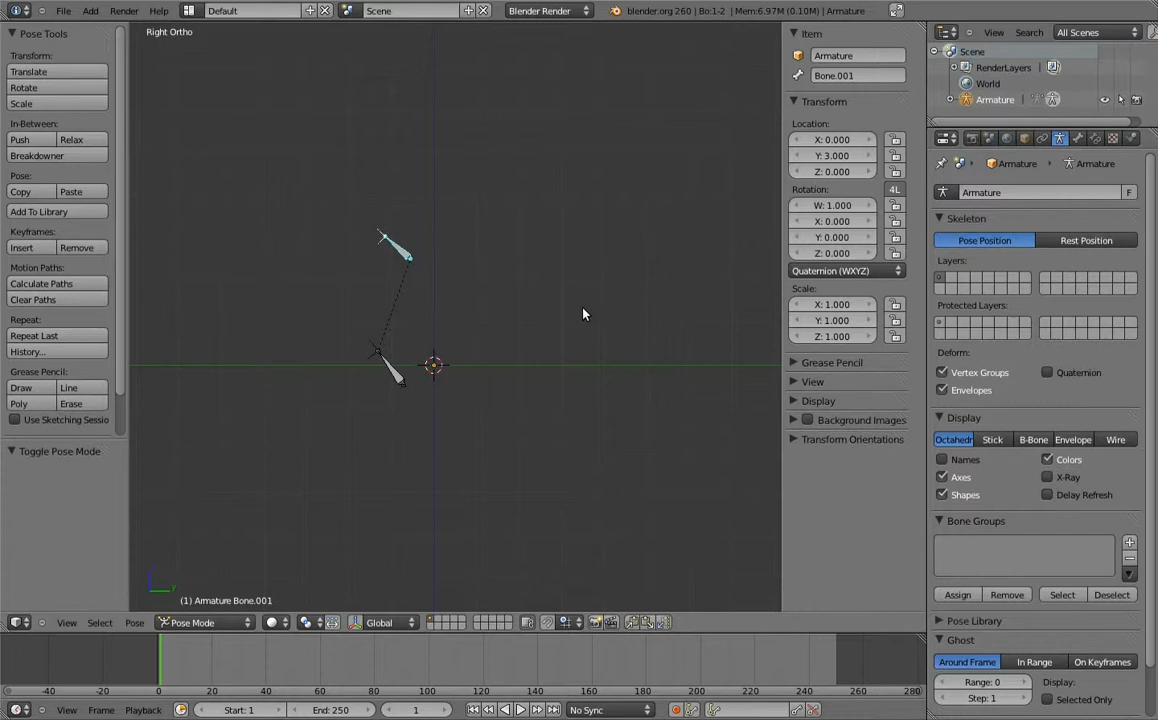 File Add Render Help Default Scene Blender Render blender.org 260 | Bo:1-2 | Mem:6.97M (0.10M) | Armature
Pose Tools
Transform:
Translate
Rotate
Scale
In-Between:
Push Relax
Breakdowner
Pose:
Copy Paste
Add To Library
Keyframes:
Insert Remove
Motion Paths:
Calculate Paths
Clear Paths
Repeat:
Repeat Last
History...
Grease Pencil:
Draw Line
Poly Erase
Use Sketching Sessio
Toggle Pose Mode
Right Ortho
(1) Armature Bone.001
View Select Pose Pose Mode Global
Item
Armature
Bone.001
Transform
Location:
X: 0.000
Y: 3.000
Z: 0.000
Rotation: 4L
W: 1.000
X: 0.000
Y: 0.000
Z: 0.000
Quaternion (WXYZ)
Scale:
X: 1.000
Y: 1.000
Z: 1.000
Grease Pencil
View
Display
Background Images
Transform Orientations
View Search All Scenes
Scene
RenderLayers
World
Armature
Armature Armature
Armature F
Skeleton
Pose Position Rest Position
Layers:
Protected Layers:
Deform:
Vertex Groups Quaternion
Envelopes
Display
Octahedr Stick B-Bone Envelope Wire
Names Colors
Axes X-Ray
Shapes Delay Refresh
Bone Groups
Assign Remove Select Deselect
Pose Library
Ghost
Around Frame In Range On Keyframes
Range: 0 Display:
Step: 1 Selected Only
-40 -20 0 20 40 60 80 100 120 140 160 180 200 220 240 260 280
View Frame Playback Start: 1 End: 250 1 No Sync